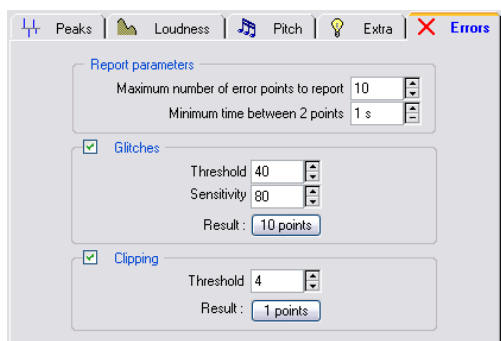 Peaks Loudness Pitch Extra Errors
Report parameters
Maximum number of error points to report 10
Minimum time between 2 points 1 s
Glitches
Threshold 40
Sensitivity 80
Result : 10 points
Clipping
Threshold 4
Result : 1 points